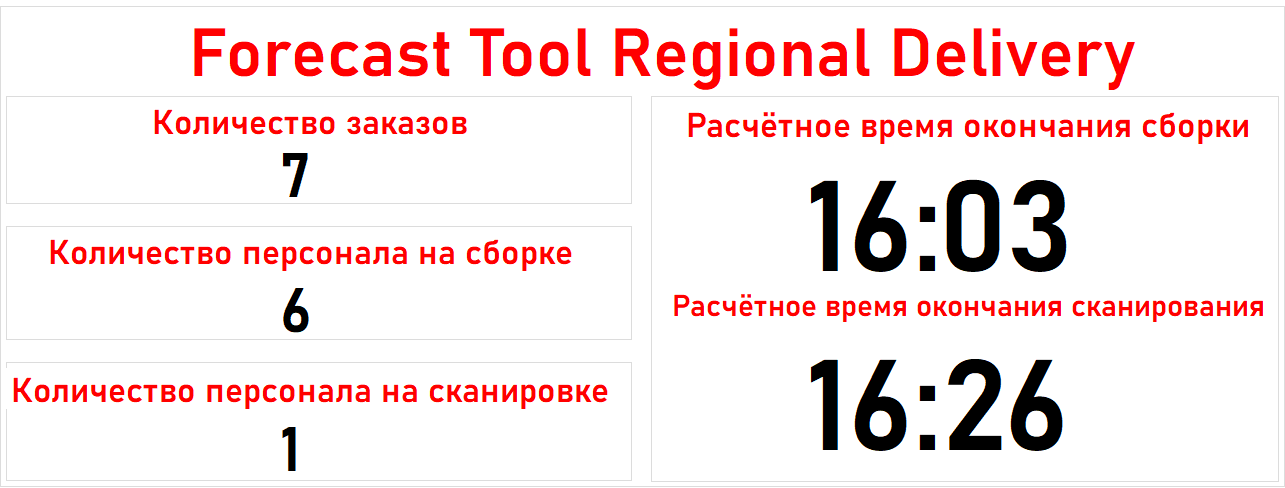 Forecast Tool Regional Delivery
Количество заказов
7
Количество персонала на сборке
6
Количество персонала на сканировке
1
Расчётное время окончания сборки
16:03
Расчётное время окончания сканирования
16:26